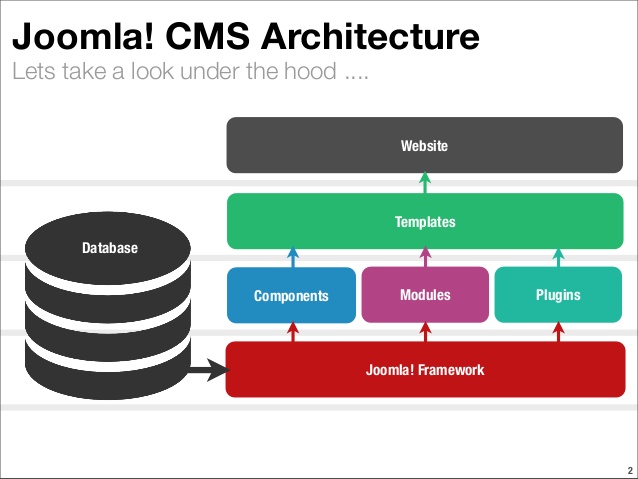 Joomla! CMS Architecture
Lets take a look under the hood ....
Website
Templates
Database
Components
Modules
Plugins
Joomla! Framework
2